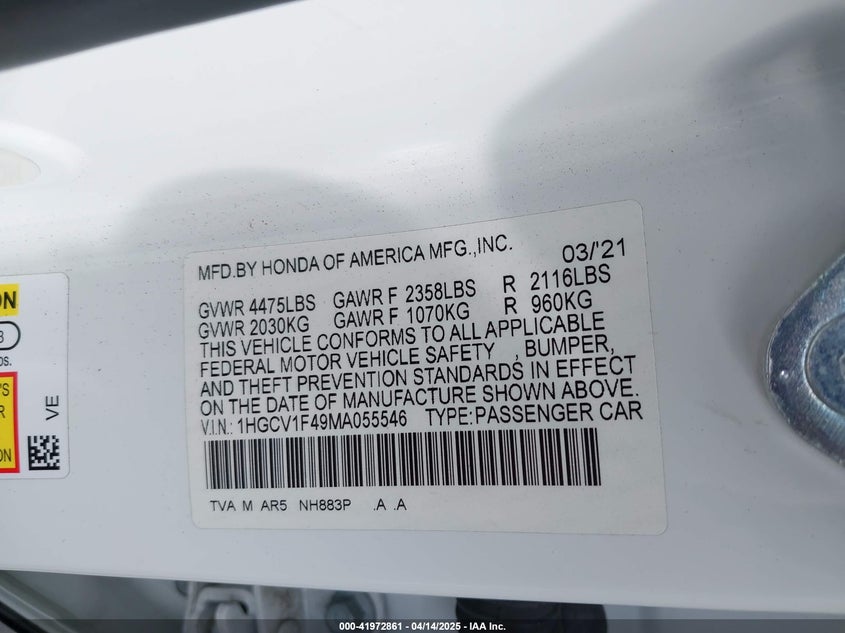 MFD.BY HONDA OF AMERICA MFG.,INC. 03/'21
GVWR 4475LBS GAWR F 2358LBS R 2116LBS
GVWR 2030KG GAWR F 1070KG R 960KG
THIS VEHICLE CONFORMS TO ALL APPLICABLE
FEDERAL MOTOR VEHICLE SAFETY , BUMPER,
AND THEFT PREVENTION STANDARDS IN EFFECT
ON THE DATE OF MANUFACTURE SHOWN ABOVE.
V.I.N.: 1HGCV1F49MA055546 TYPE:PASSENGER CAR
TVA M AR5 NH883P .A .A
VE
000-41972861 | 04/14/2025 - IAA Inc.